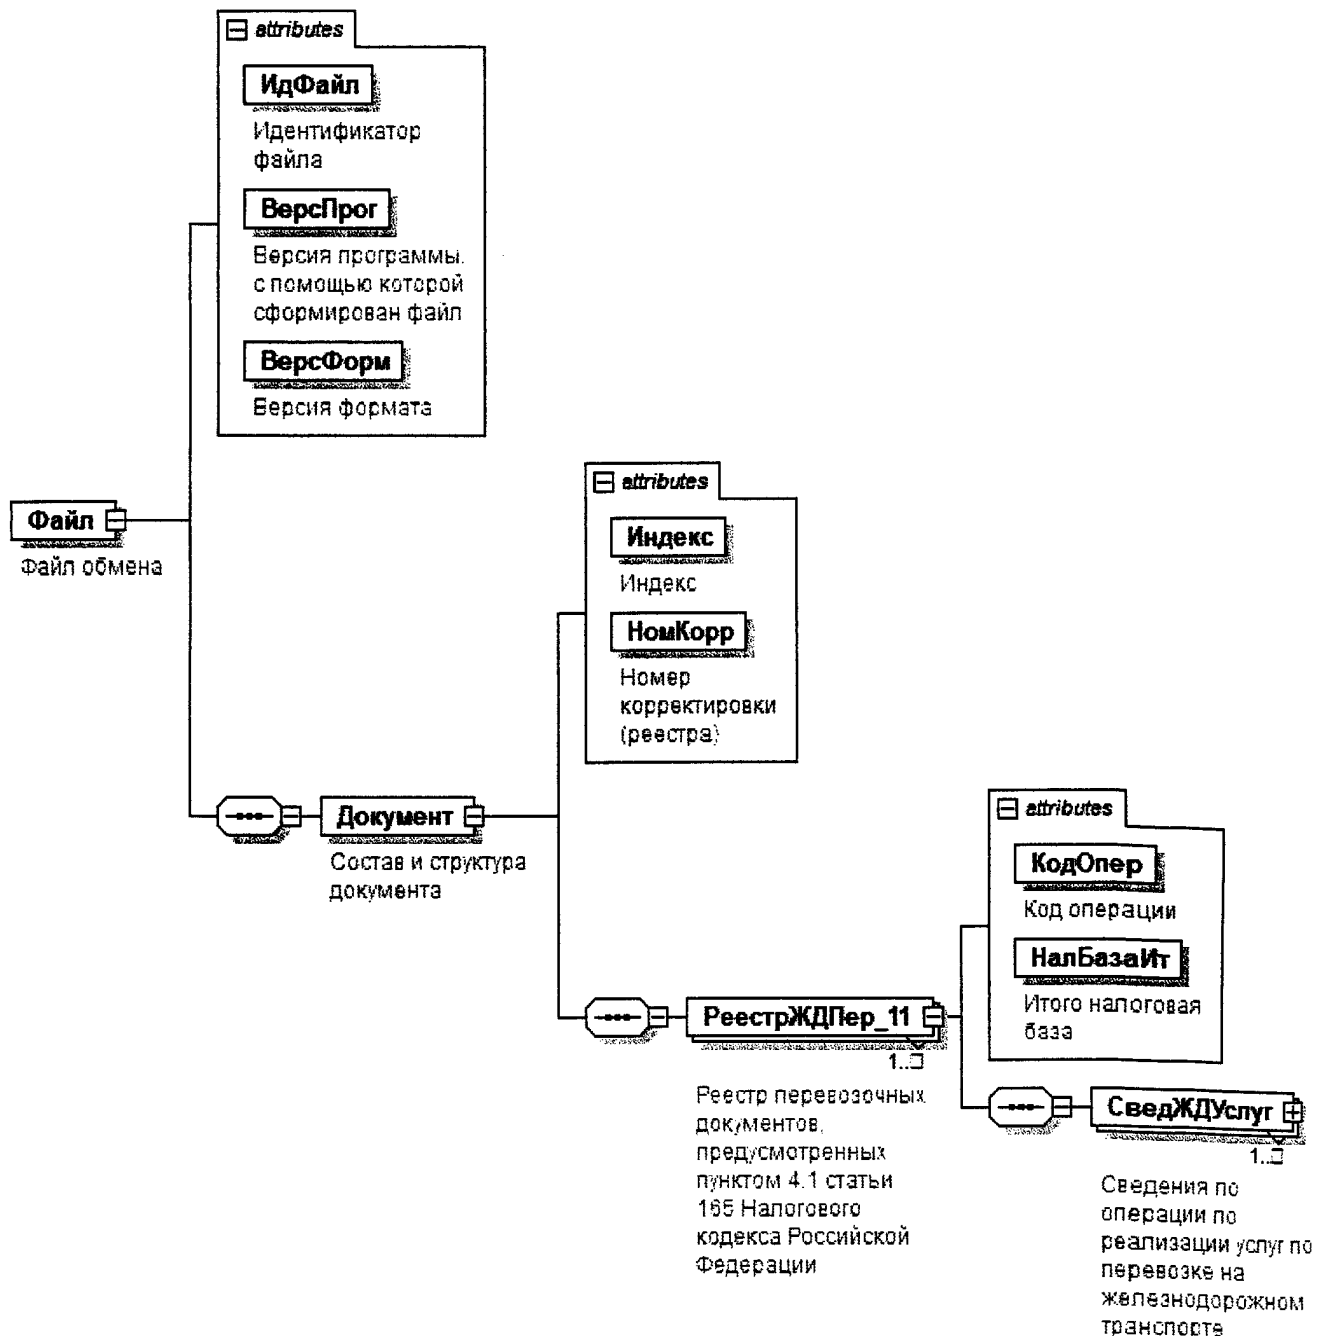 attributes
ИдФайл
Идентификатор
файла
ВерсПрог
Версия программы,
с помощью которой
сформирован файл
ВерсФорм
Версия формата
Файл
Файл обмена
attributes
Индекс
Индекс
НомКорр
Номер
корректировки
(реестра)
Документ
Состав и структура
документа
attributes
КодОпер
Код операции
НалБазаИт
Итого налоговая
база
РеестрЖДПер_11
1..
Реестр перевозочных
документов,
предусмотренных
пунктом 4.1 статьи
165 Налогового
кодекса Российской
Федерации
СведЖДУслуг
1..
Сведения по
операции по
реализации услуг по
перевозке на
железнодорожном
транспорте